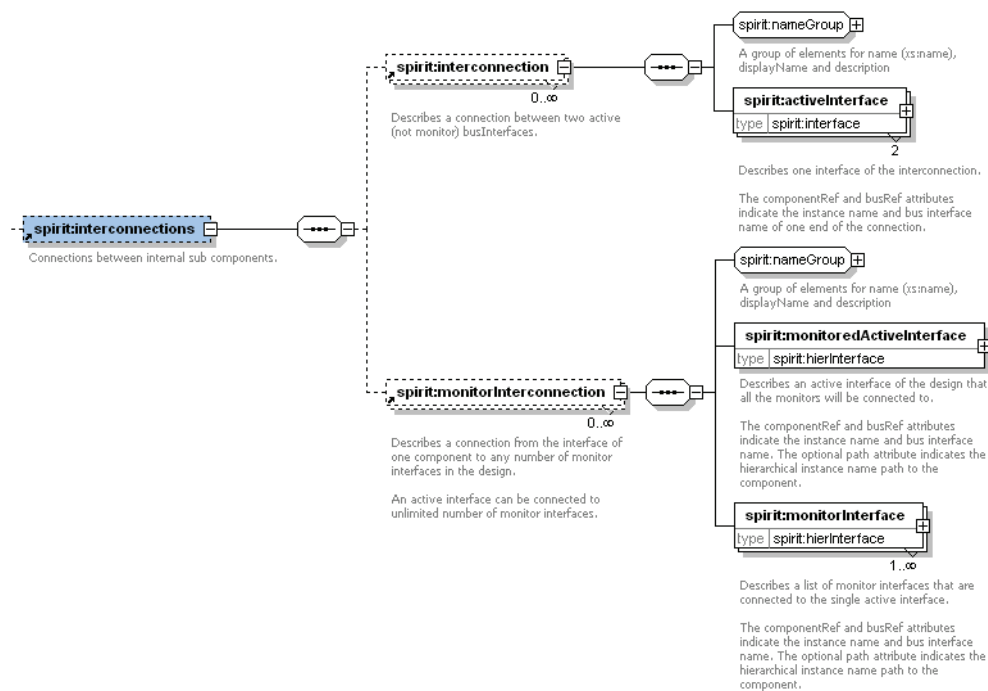 spirit:nameGroup
A group of elements for name (xs:name),
displayName and description
spirit:interconnection
0..∞
Describes a connection between two active
(not monitor) busInterfaces.
spirit:activeInterface
type spirit:interface
2
Describes one interface of the interconnection.
The componentRef and busRef attributes
indicate the instance name and bus interface
name of one end of the connection.
spirit:interconnections
Connections between internal sub components.
spirit:nameGroup
A group of elements for name (xs:name),
displayName and description
spirit:monitoredActiveInterface
type spirit:hierInterface
Describes an active interface of the design that
all the monitors will be connected to.
The componentRef and busRef attributes
indicate the instance name and bus interface
name. The optional path attribute indicates the
hierarchical instance name path to the
component.
spirit:monitorInterconnection
0..∞
Describes a connection from the interface of
one component to any number of monitor
interfaces in the design.
An active interface can be connected to
unlimited number of monitor interfaces.
spirit:monitorInterface
type spirit:hierInterface
1..∞
Describes a list of monitor interfaces that are
connected to the single active interface.
The componentRef and busRef attributes
indicate the instance name and bus interface
name. The optional path attribute indicates the
hierarchical instance name path to the
component.